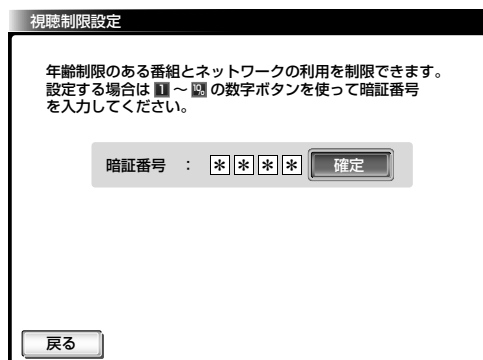 視聴制限設定
年齢制限のある番組とネットワークの利用を制限できます。
設定する場合は 1 ～ 10 の数字ボタンを使って暗証番号
を入力してください。
暗証番号 ： ＊＊＊＊ 確定
戻る